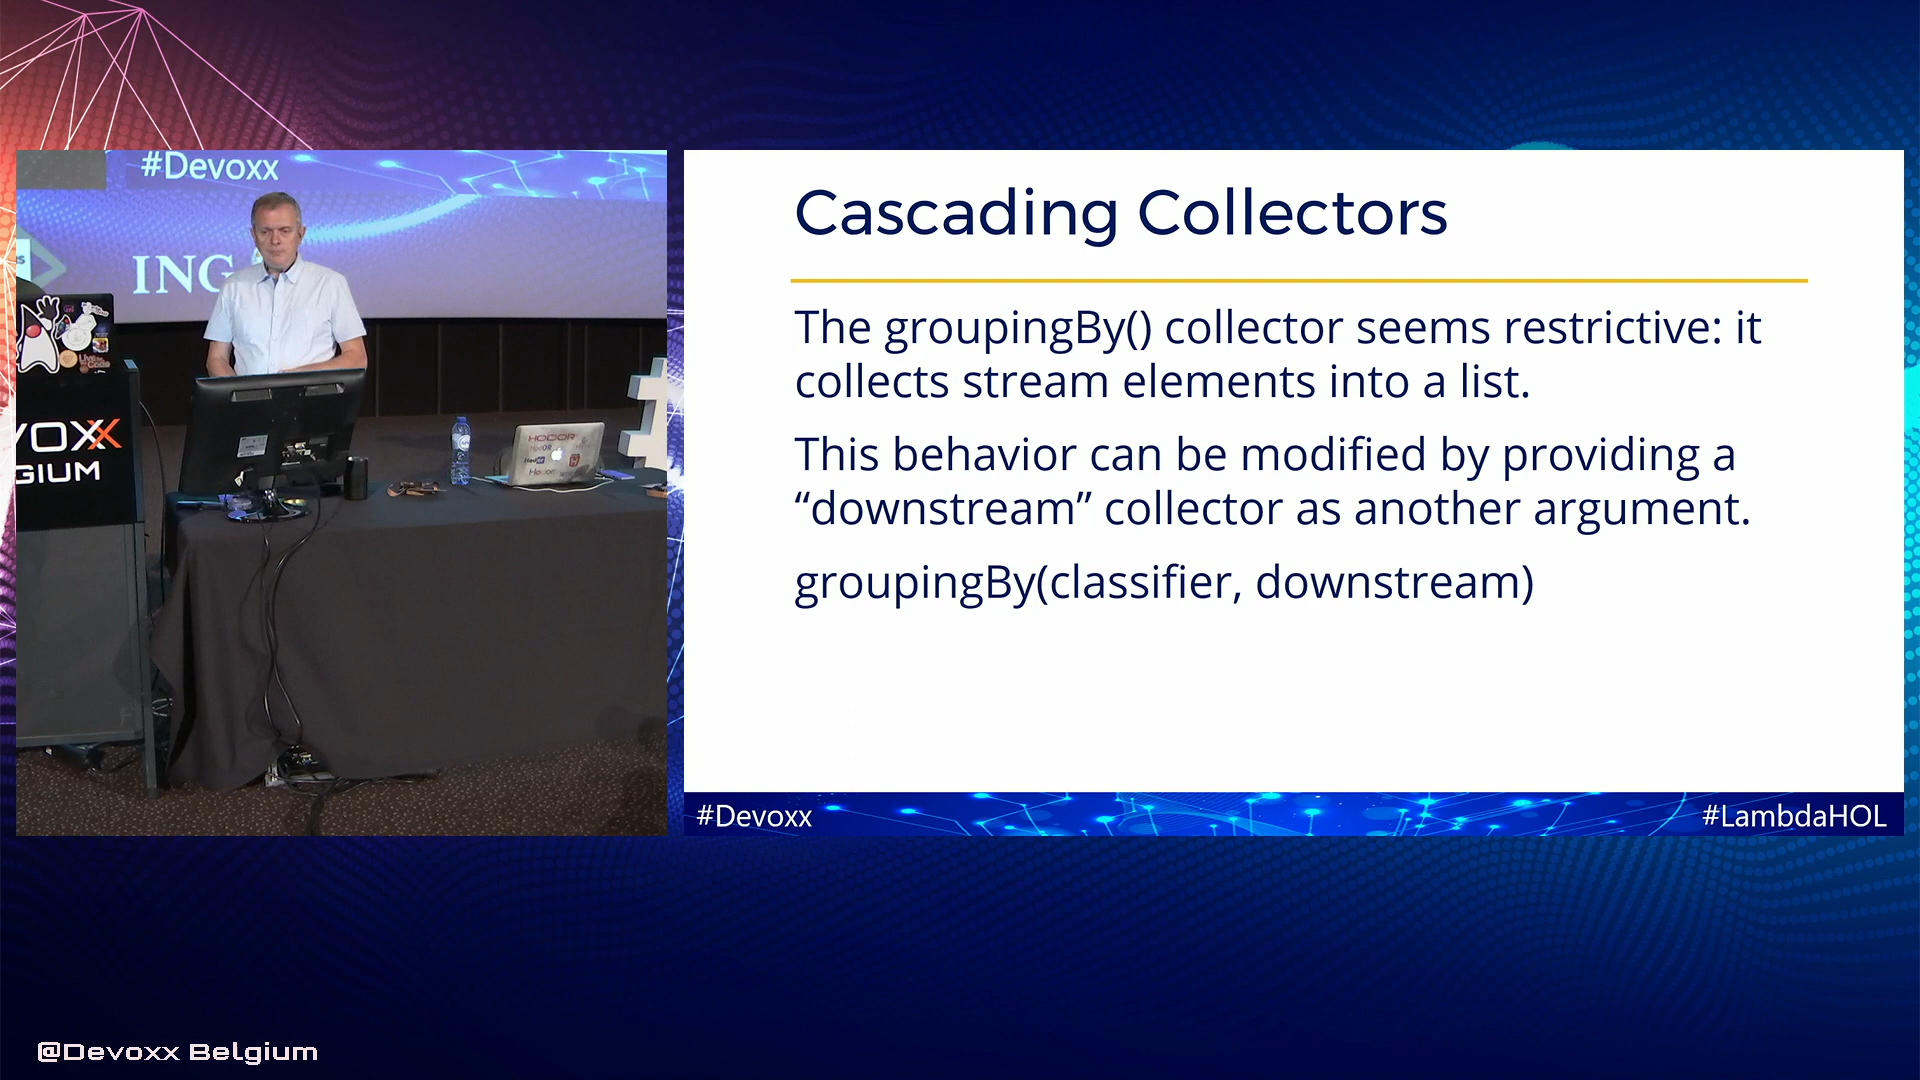 #Devoxx
ING
VOXX
GIUM
HODOR
Cascading Collectors
The groupingBy() collector seems restrictive: it
collects stream elements into a list.
This behavior can be modified by providing a
“downstream” collector as another argument.
groupingBy(classifier, downstream)
#Devoxx
#LambdaHOL
@Devoxx Belgium